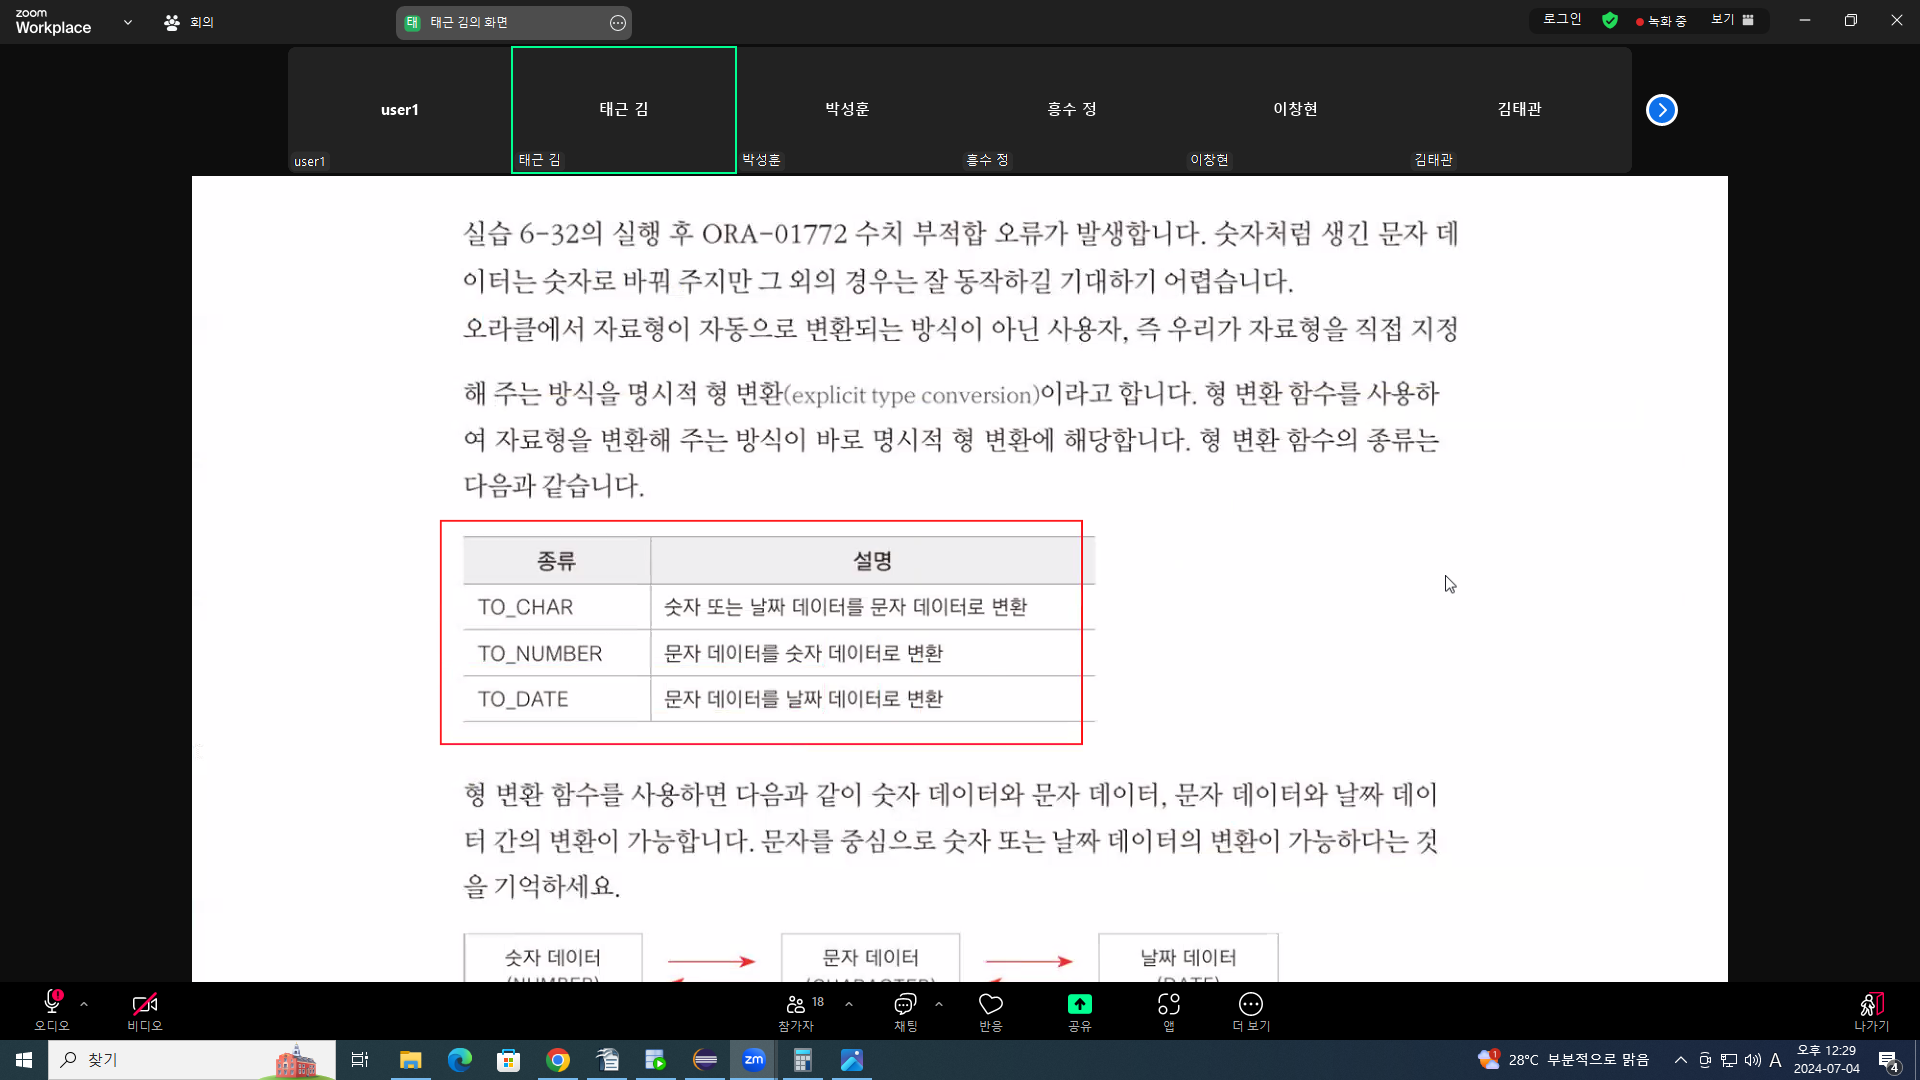 zoom
Workplace
회의
태 태근 김의 화면
로그인
녹화 중
보기
user1
태근 김
박성훈
흥수 정
이창현
김태관
user1
태근 김
박성훈
흥수 정
이창현
김태관
실습 6-32의 실행 후 ORA-01772 수치 부적합 오류가 발생합니다. 숫자처럼 생긴 문자 데
이터는 숫자로 바꿔 주지만 그 외의 경우는 잘 동작하길 기대하기 어렵습니다.
오라클에서 자료형이 자동으로 변환되는 방식이 아닌 사용자, 즉 우리가 자료형을 직접 지정
해 주는 방식을 명시적 형 변환(explicit type conversion)이라고 합니다. 형 변환 함수를 사용하
여 자료형을 변환해 주는 방식이 바로 명시적 형 변환에 해당합니다. 형 변환 함수의 종류는
다음과 같습니다.
종류 설명
TO_CHAR 숫자 또는 날짜 데이터를 문자 데이터로 변환
TO_NUMBER 문자 데이터를 숫자 데이터로 변환
TO_DATE 문자 데이터를 날짜 데이터로 변환
형 변환 함수를 사용하면 다음과 같이 숫자 데이터와 문자 데이터, 문자 데이터와 날짜 데이
터 간의 변환이 가능합니다. 문자를 중심으로 숫자 또는 날짜 데이터의 변환이 가능하다는 것
을 기억하세요.
숫자 데이터 문자 데이터 날짜 데이터
(NUMBER) (CHARACTER) (DATE)
오디오
비디오
참가자 18
채팅
반응
공유
앱
더 보기
나가기
찾기
zm
28°C 부분적으로 맑음
A
오후 12:29
2024-07-04
4